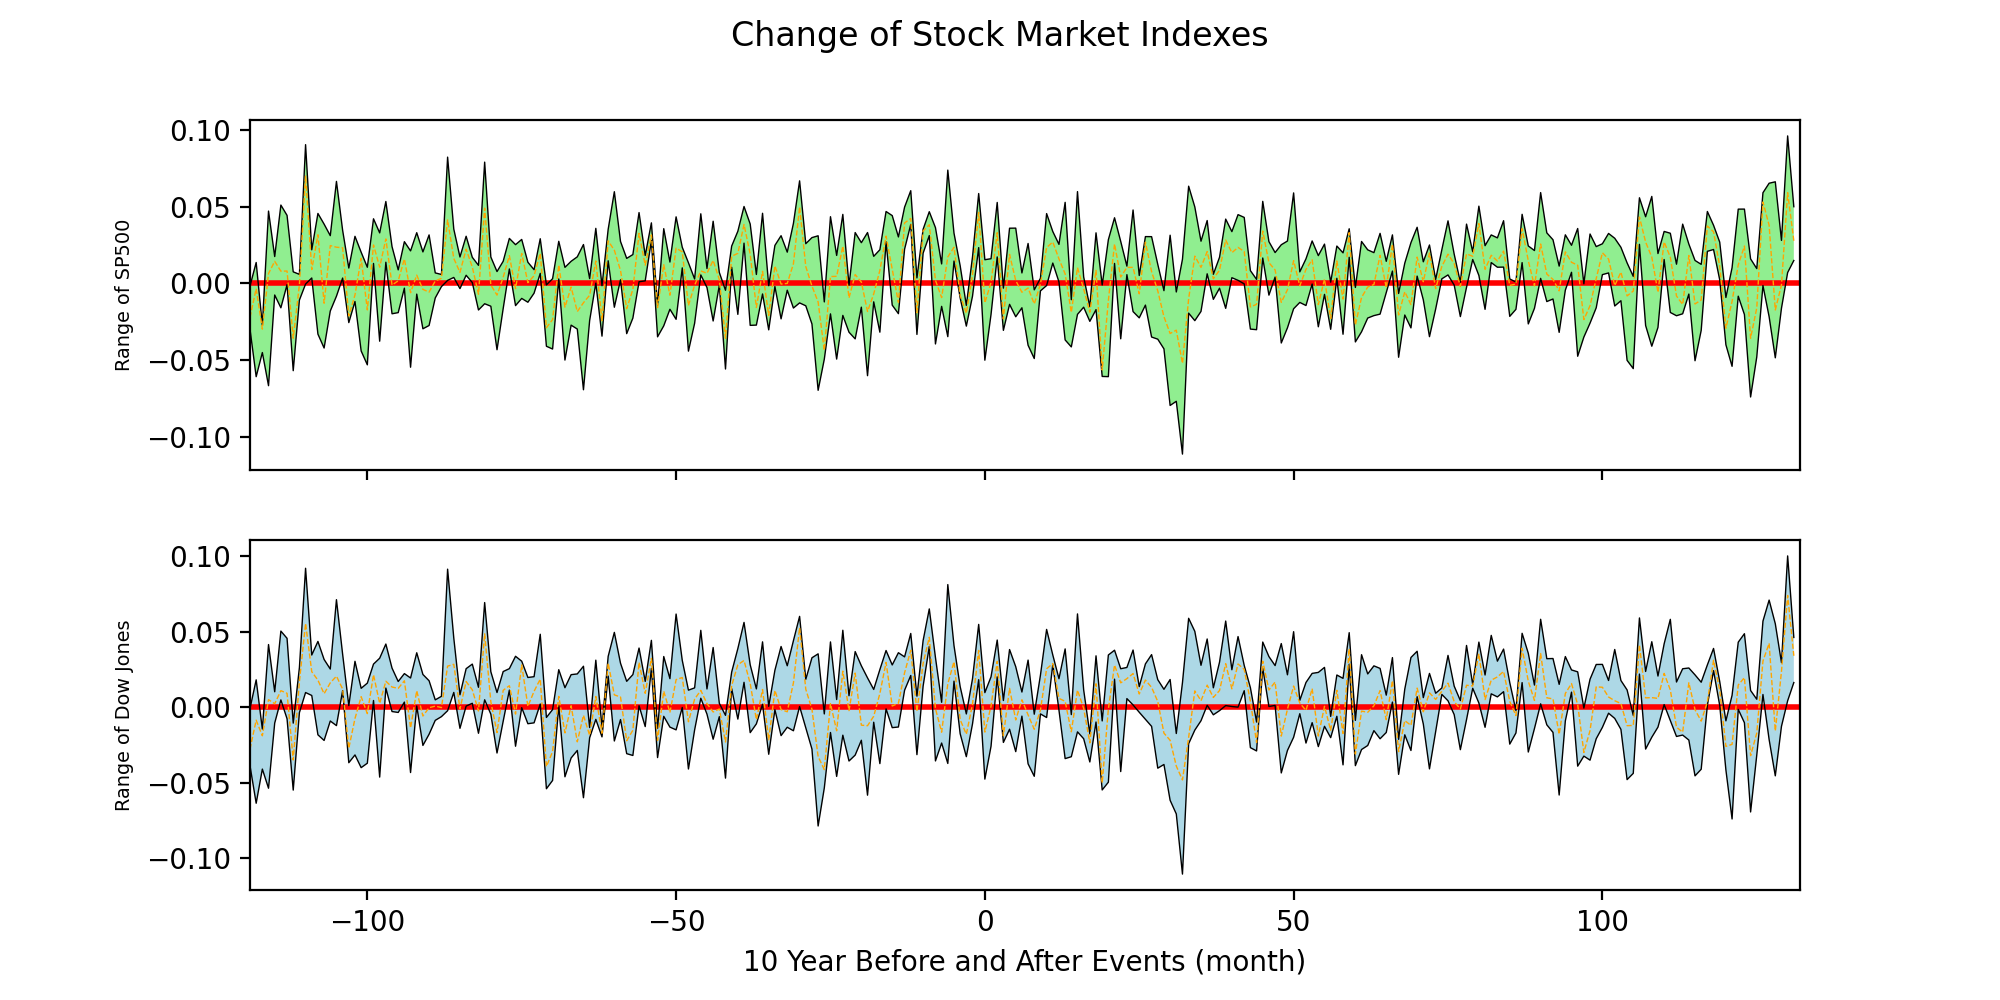 Change of Stock Market Indexes
0.10
0.05
0.00
−0.05
−0.10
Range of SP500
0.10
0.05
0.00
−0.05
−0.10
Range of Dow Jones
−100 −50 0 50 100
10 Year Before and After Events (month)